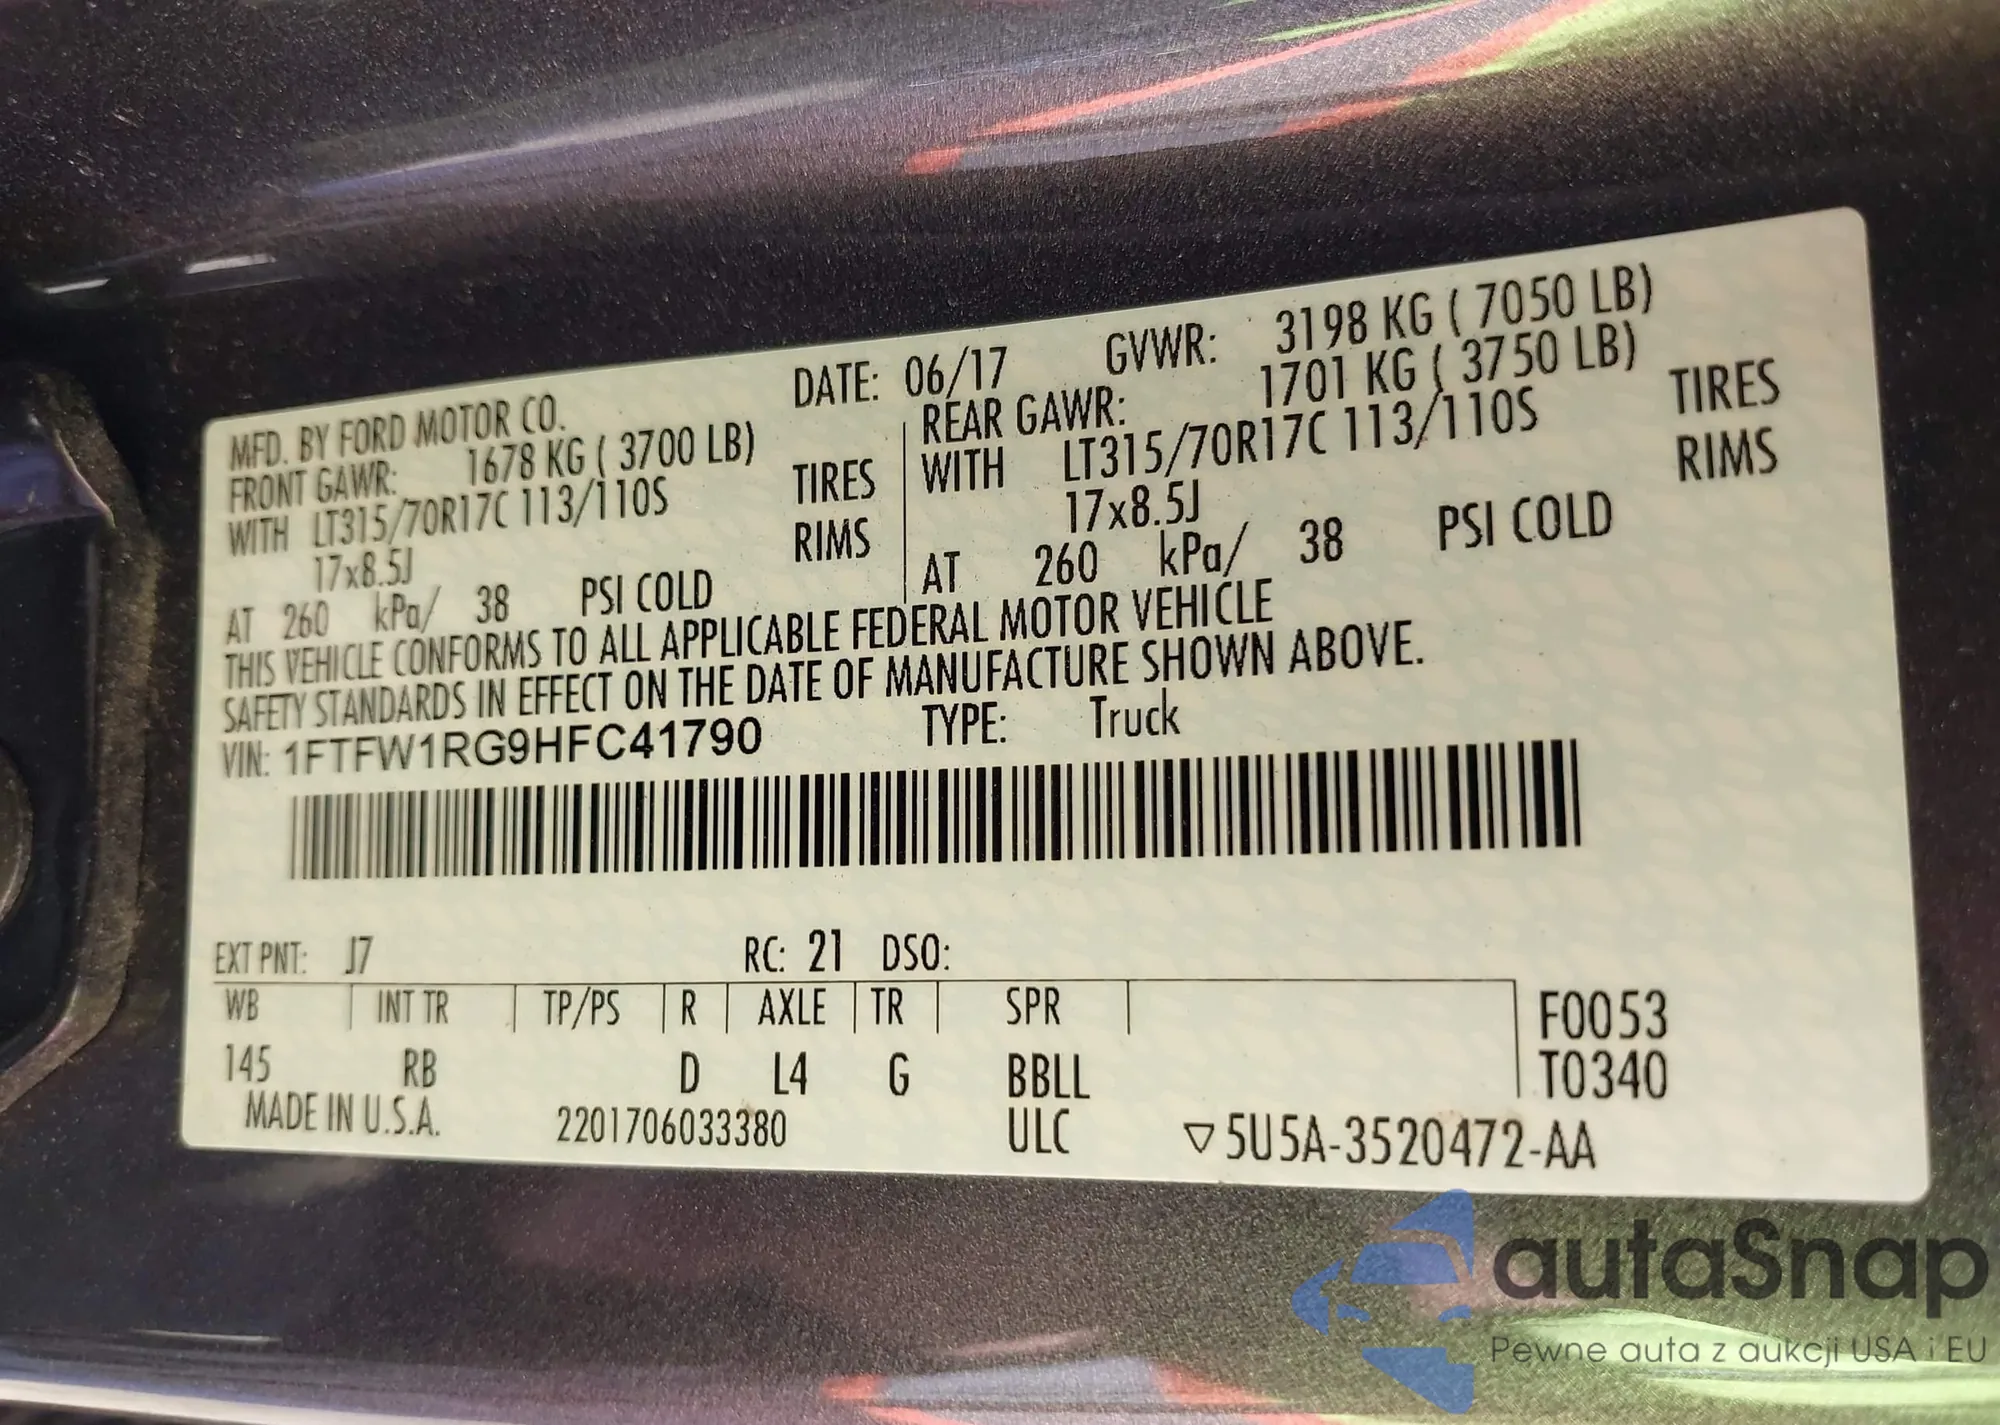 MFD. BY FORD MOTOR CO. DATE: 06/17 GVWR: 3198 KG ( 7050 LB)
FRONT GAWR: 1678 KG ( 3700 LB) REAR GAWR: 1701 KG ( 3750 LB)
WITH LT315/70R17C 113/110S TIRES WITH LT315/70R17C 113/110S TIRES
17x8.5J RIMS 17x8.5J RIMS
AT 260 kPa/ 38 PSI COLD AT 260 kPa/ 38 PSI COLD
THIS VEHICLE CONFORMS TO ALL APPLICABLE FEDERAL MOTOR VEHICLE
SAFETY STANDARDS IN EFFECT ON THE DATE OF MANUFACTURE SHOWN ABOVE.
VIN: 1FTFW1RG9HFC41790 TYPE: Truck
EXT PNT: J7 RC: 21 DSO:
WB INT TR TP/PS R AXLE TR SPR F0053
145 RB D L4 G BBLL T0340
MADE IN U.S.A. 2201706033380 ULC ▽5U5A-3520472-AA
autaSnap
Pewne auta z aukcji USA i EU